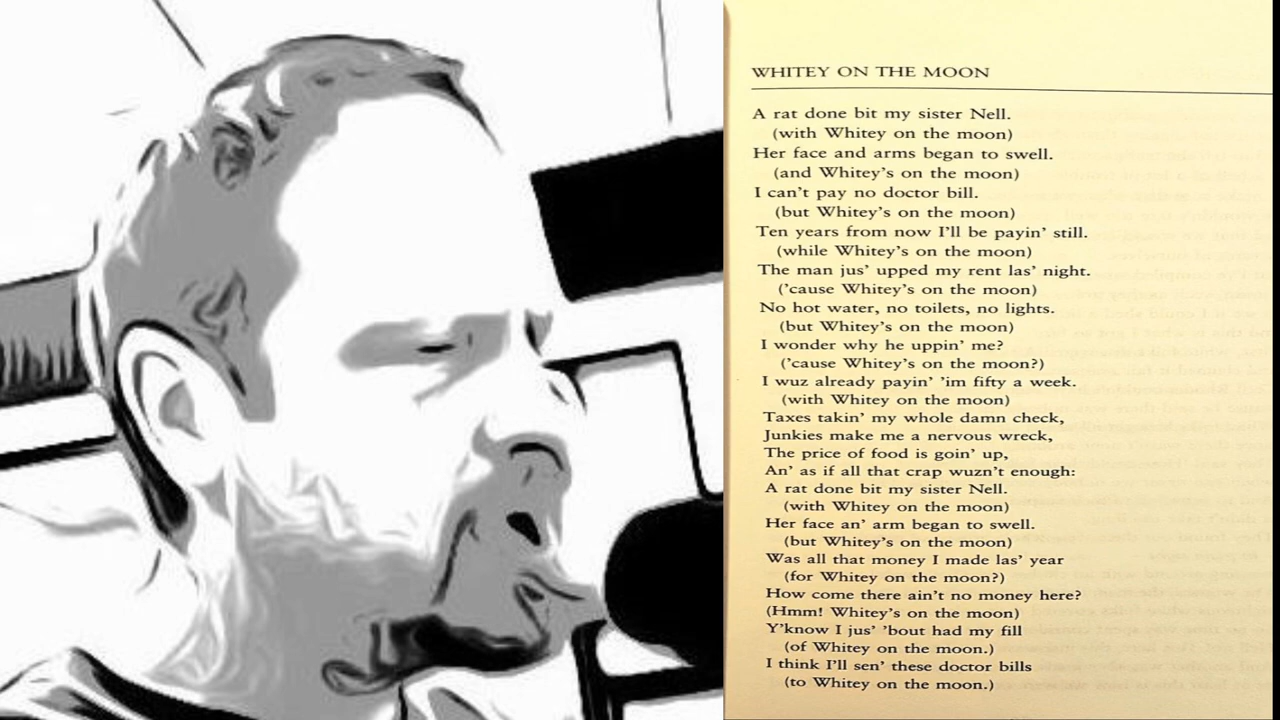 WHITEY ON THE MOON
A rat done bit my sister Nell.
(with Whitey on the moon)
Her face and arms began to swell.
(and Whitey's on the moon)
I can't pay no doctor bill.
(but Whitey's on the moon)
Ten years from now I'll be payin' still.
(while Whitey's on the moon)
The man jus' upped my rent las' night.
('cause Whitey's on the moon)
No hot water, no toilets, no lights.
(but Whitey's on the moon)
I wonder why he uppin' me?
('cause Whitey's on the moon?)
I wuz already payin' 'im fifty a week.
(with Whitey on the moon)
Taxes takin' my whole damn check,
Junkies make me a nervous wreck,
The price of food is goin' up,
An' as if all that crap wuzn't enough:
A rat done bit my sister Nell.
(with Whitey on the moon)
Her face an' arm began to swell.
(but Whitey's on the moon)
Was all that money I made las' year
(for Whitey on the moon?)
How come there ain't no money here?
(Hmm! Whitey's on the moon)
Y'know I jus' 'bout had my fill
(of Whitey on the moon.)
I think I'll sen' these doctor bills
(to Whitey on the moon.)